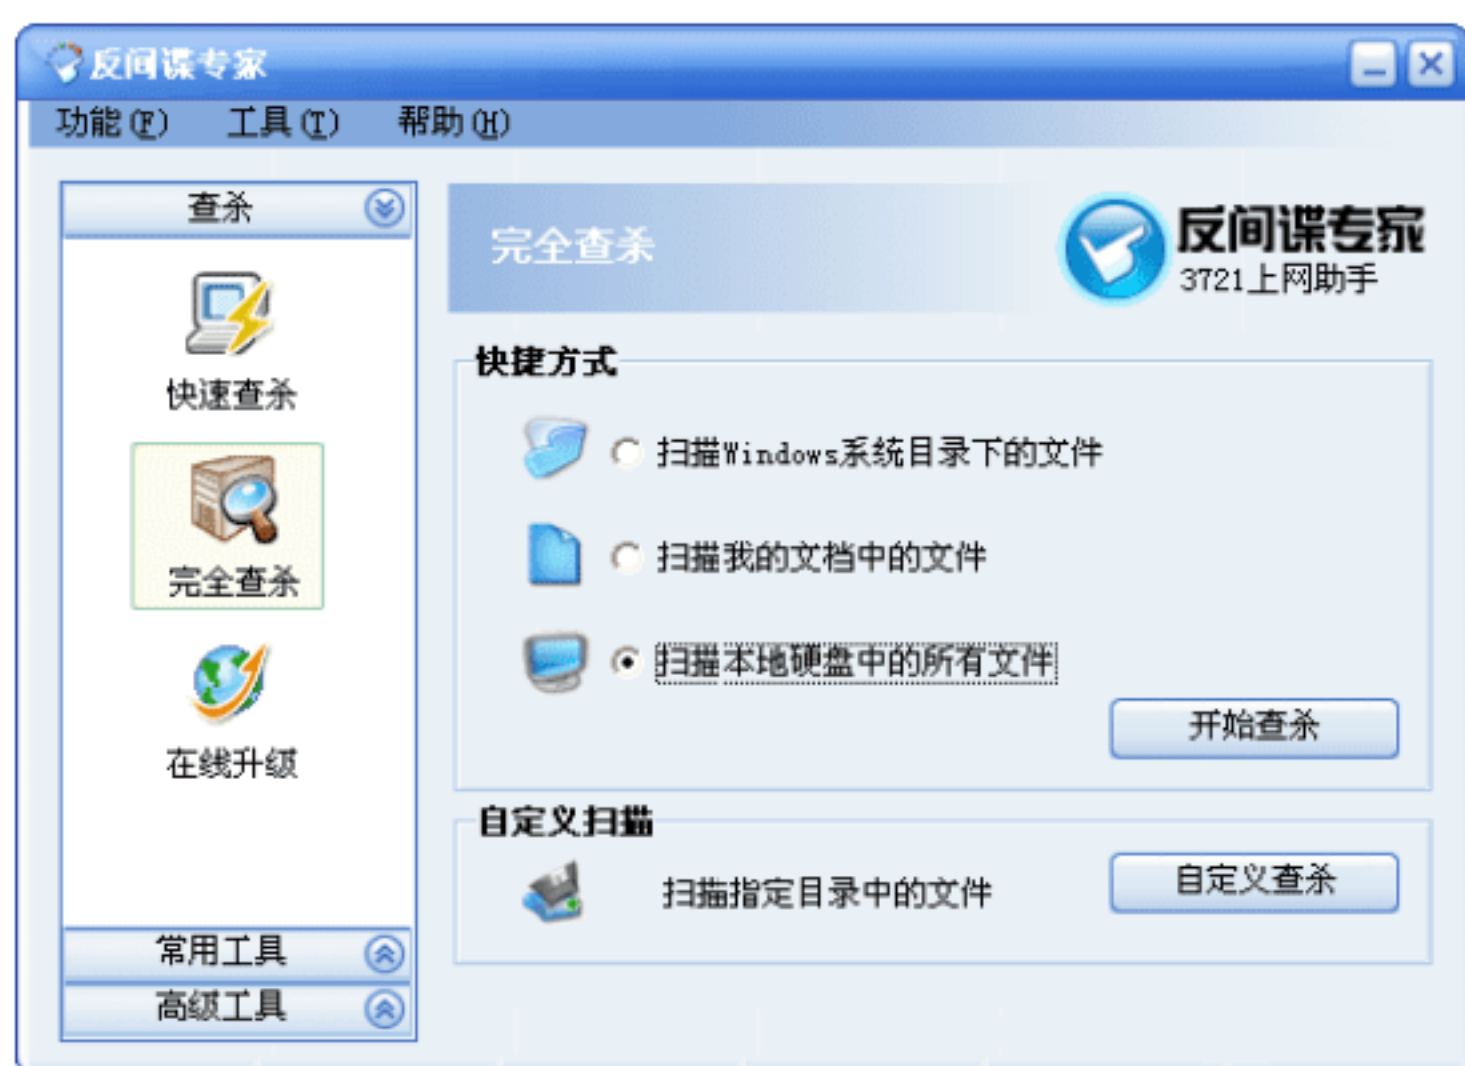 反间谍专家
功能(F) 工具(T) 帮助(H)
查杀
快速查杀
完全查杀
在线升级
常用工具
高级工具
完全查杀
反间谍专家
3721上网助手
快捷方式
扫描Windows系统目录下的文件
扫描我的文档中的文件
扫描本地硬盘中的所有文件
开始查杀
自定义扫描
扫描指定目录中的文件
自定义查杀